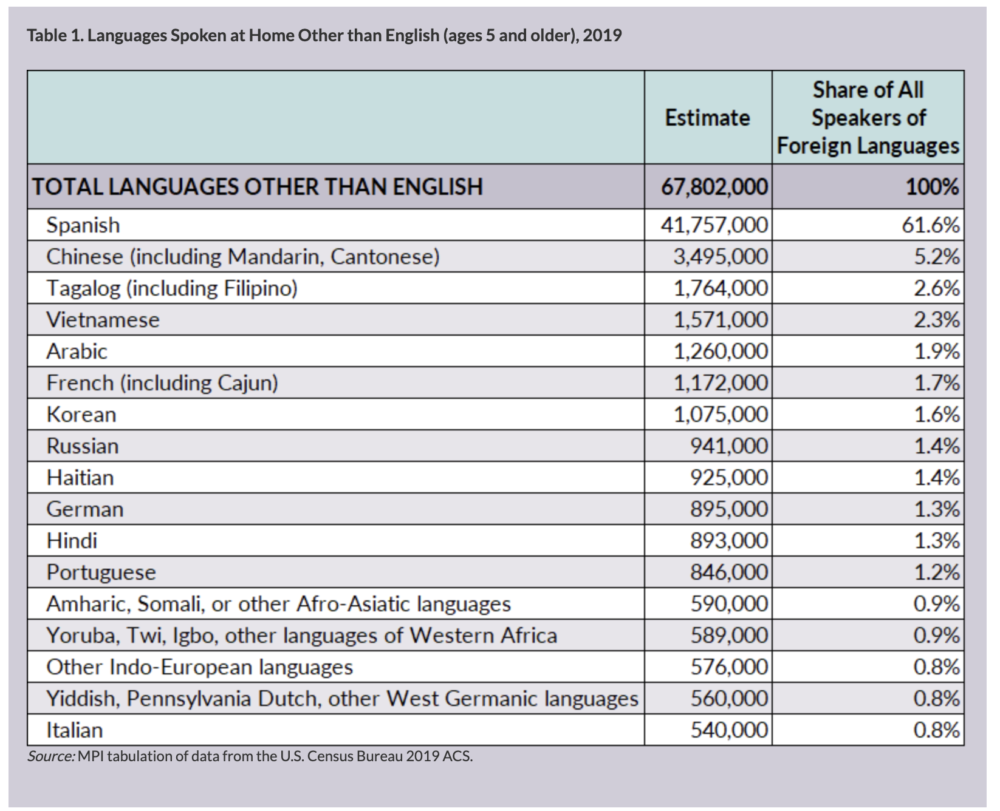 Table 1. Languages Spoken at Home Other than English (ages 5 and older), 2019
Estimate
Share of All
Speakers of
Foreign Languages
TOTAL LANGUAGES OTHER THAN ENGLISH 67,802,000 100%
Spanish 41,757,000 61.6%
Chinese (including Mandarin, Cantonese) 3,495,000 5.2%
Tagalog (including Filipino) 1,764,000 2.6%
Vietnamese 1,571,000 2.3%
Arabic 1,260,000 1.9%
French (including Cajun) 1,172,000 1.7%
Korean 1,075,000 1.6%
Russian 941,000 1.4%
Haitian 925,000 1.4%
German 895,000 1.3%
Hindi 893,000 1.3%
Portuguese 846,000 1.2%
Amharic, Somali, or other Afro-Asiatic languages 590,000 0.9%
Yoruba, Twi, Igbo, other languages of Western Africa 589,000 0.9%
Other Indo-European languages 576,000 0.8%
Yiddish, Pennsylvania Dutch, other West Germanic languages 560,000 0.8%
Italian 540,000 0.8%
Source: MPI tabulation of data from the U.S. Census Bureau 2019 ACS.